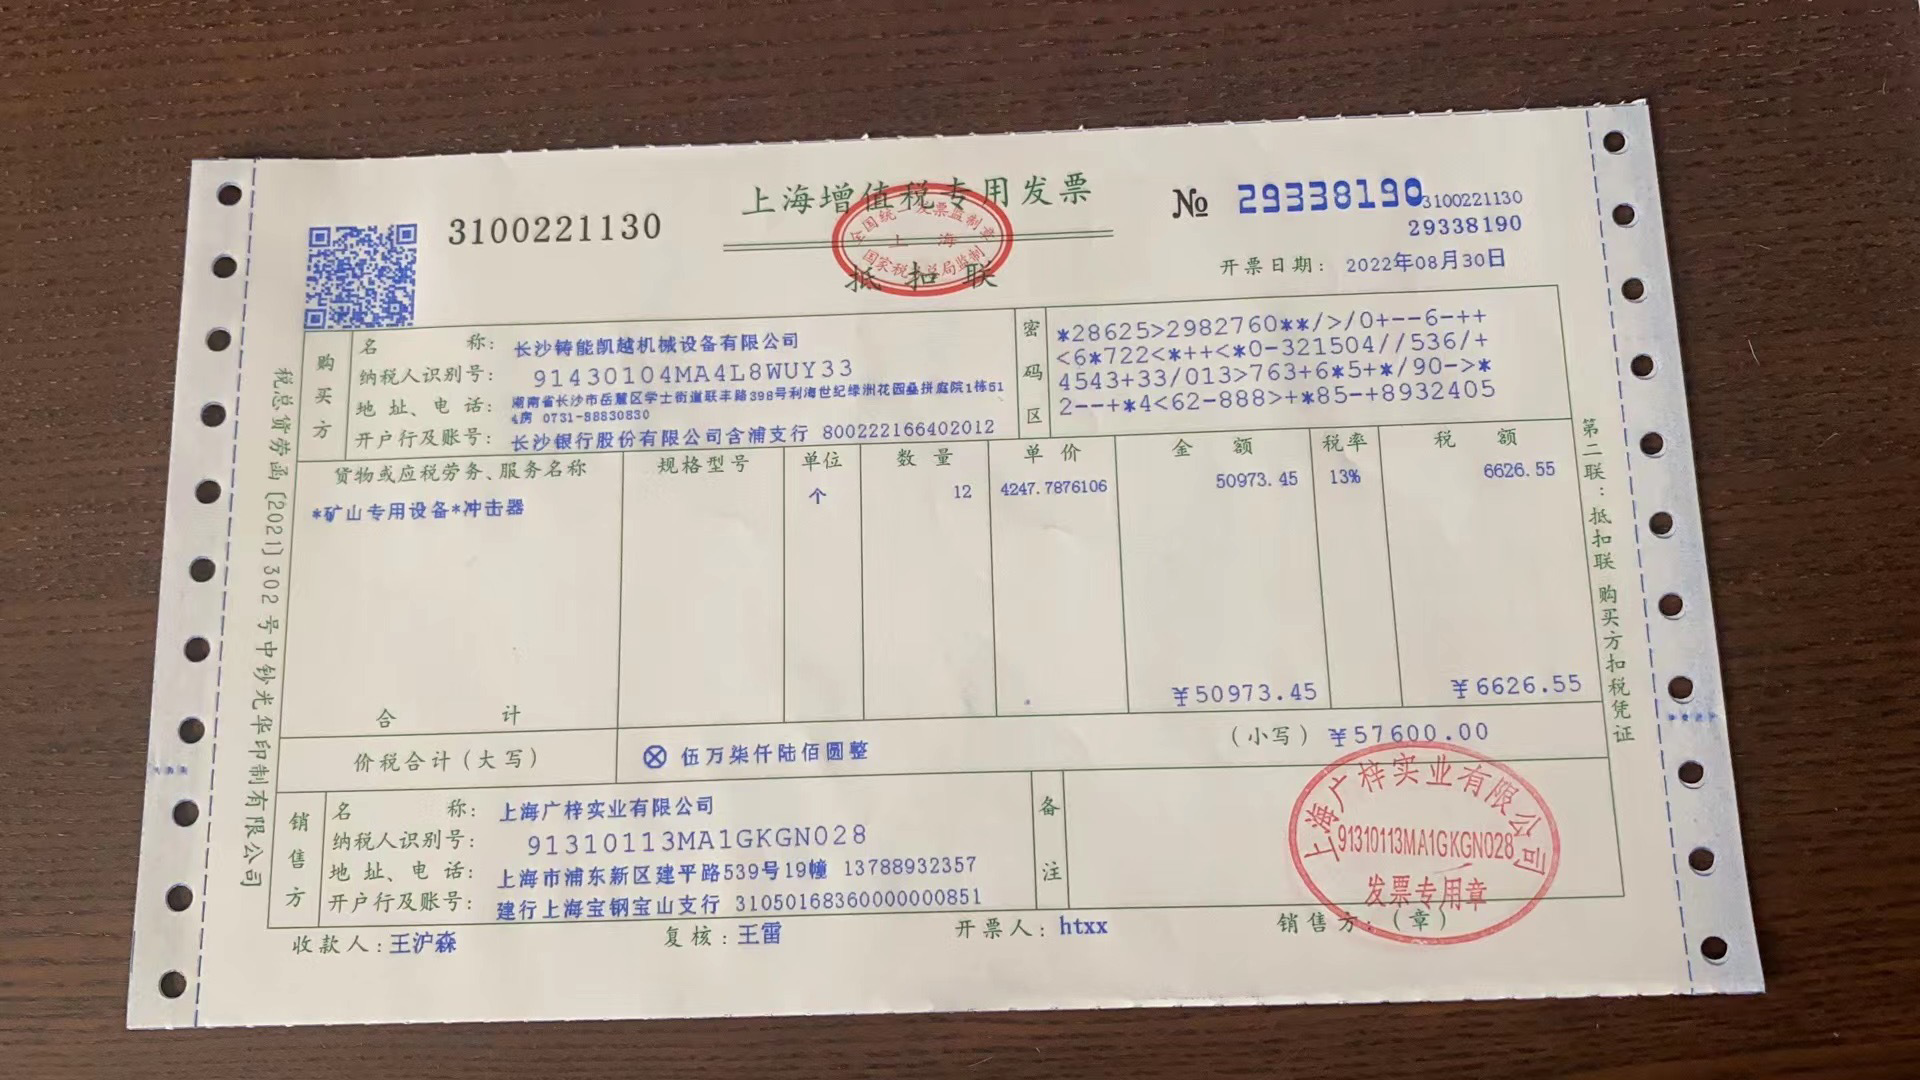 3100221130
上海增值税专用发票
全国统一发票监制章
上海
国家税务总局监制
抵扣联
№ 29338190
3100221130
29338190
开票日期: 2022年08月30日
购买方
名称: 长沙铸能凯越机械设备有限公司
纳税人识别号: 91430104MA4L8WUY33
地址、电话: 湖南省长沙市岳麓区学士街道联丰路398号利海世纪绿洲花园叠拼庭院1栋51
4房 0731-88830830
开户行及账号: 长沙银行股份有限公司含浦支行 800222166402012
密码区
*28625>2982760**/>/0+--6-++
<6*722<*++<*0-321504//536/+
4543+33/013>763+6*5+*/90->*
2--+*4<62-888>+*85-+8932405
货物或应税劳务、服务名称 规格型号 单位 数量 单价 金额 税率 税额
*矿山专用设备*冲击器 个 12 4247.7876106 50973.45 13% 6626.55
合计 ¥50973.45 ¥6626.55
价税合计(大写) ⊗ 伍万柒仟陆佰圆整 (小写) ¥57600.00
销售方
名称: 上海广梓实业有限公司
纳税人识别号: 91310113MA1GKGN028
地址、电话: 上海市浦东新区建平路539号19幢 13788932357
开户行及账号: 建行上海宝钢宝山支行 31050168360000000851
备注
上海广梓实业有限公司
91310113MA1GKGN028
发票专用章
收款人: 王沪森 复核: 王雷 开票人: htxx 销售方: (章)
税总货劳函[2021]302号中钞光华印制有限公司
第二联:抵扣联 购买方扣税凭证